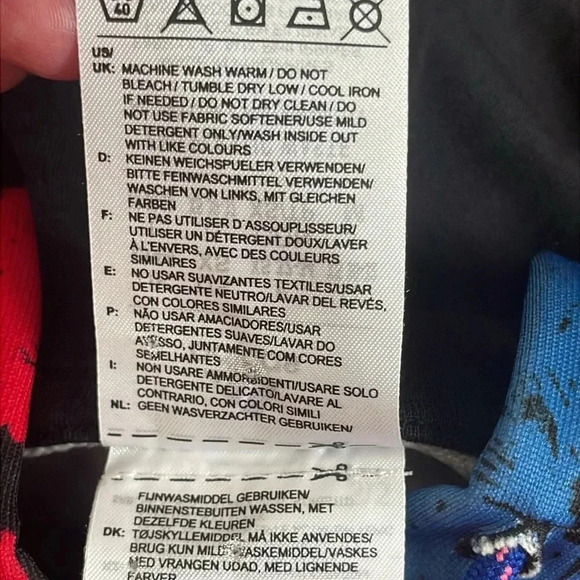 40
US/
UK: MACHINE WASH WARM / DO NOT
BLEACH / TUMBLE DRY LOW / COOL IRON
IF NEEDED / DO NOT DRY CLEAN / DO
NOT USE FABRIC SOFTENER/USE MILD
DETERGENT ONLY/WASH INSIDE OUT
WITH LIKE COLOURS
D: KEINEN WEICHSPUELER VERWENDEN/
BITTE FEINWASCHMITTEL VERWENDEN/
WASCHEN VON LINKS, MIT GLEICHEN
FARBEN
F: NE PAS UTILISER D´ASSOUPLISSEUR/
UTILISER UN DÉTERGENT DOUX/LAVER
À L'ENVERS, AVEC DES COULEURS
SIMILAIRES
E: NO USAR SUAVIZANTES TEXTILES/USAR
DETERGENTE NEUTRO/LAVAR DEL REVÉS,
CON COLORES SIMILARES
P: NÃO USAR AMACIADORES/USAR
DETERGENTES SUAVES/LAVAR DO
AVESSO, JUNTAMENTE COM CORES
SEMELHANTES
I: NON USARE AMMORBIDENTI/USARE SOLO
DETERGENTE DELICATO/LAVARE AL
CONTRARIO, CON COLORI SIMILI
NL: GEEN WASVERZACHTER GEBRUIKEN/
FIJNWASMIDDEL GEBRUIKEN/
BINNENSTEBUITEN WASSEN, MET
DEZELFDE KLEUREN
DK: TØJSKYLLEMIDDEL MÅ IKKE ANVENDES/
BRUG KUN MILD VASKEMIDDEL/VASKES
MED VRANGEN UDAD, MED LIGNENDE
FARVER